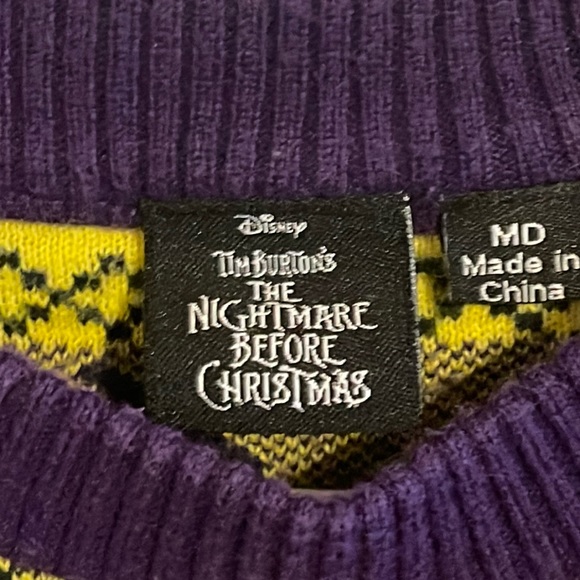 Disney
Tim Burton's
THE
NIGHTMARE
BEFORE
CHRISTMAS
MD
Made in
China